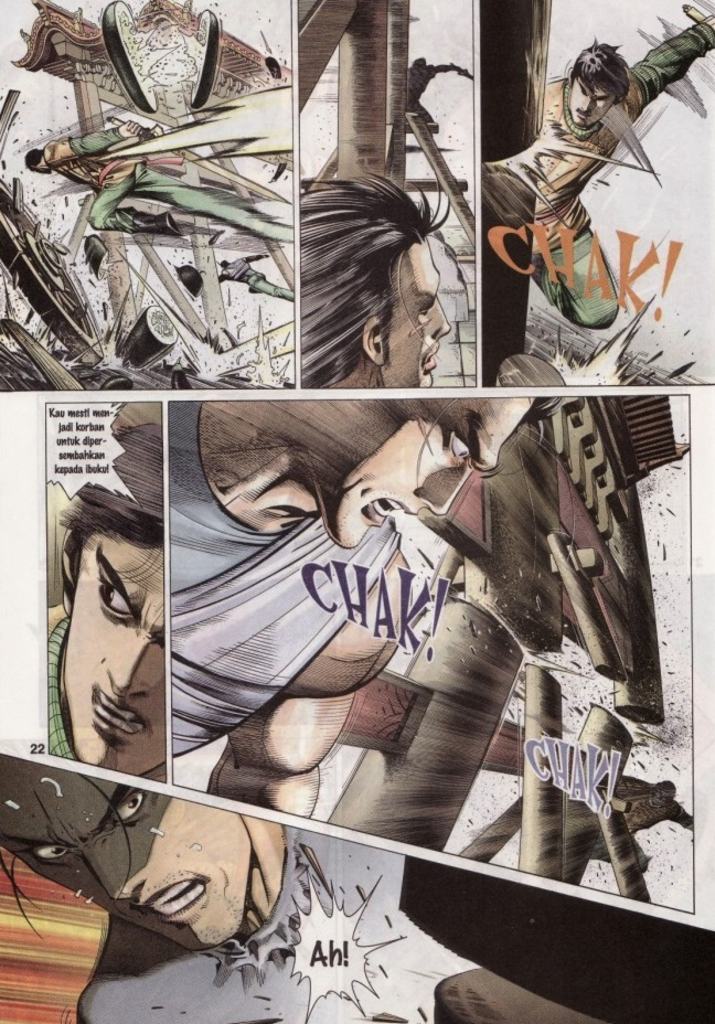 CHAK!
Kau mesti men-
jadi korban
untuk diper-
sembahkan
kepada ibuku!
CHAK!
CHAK!
22
Ah!